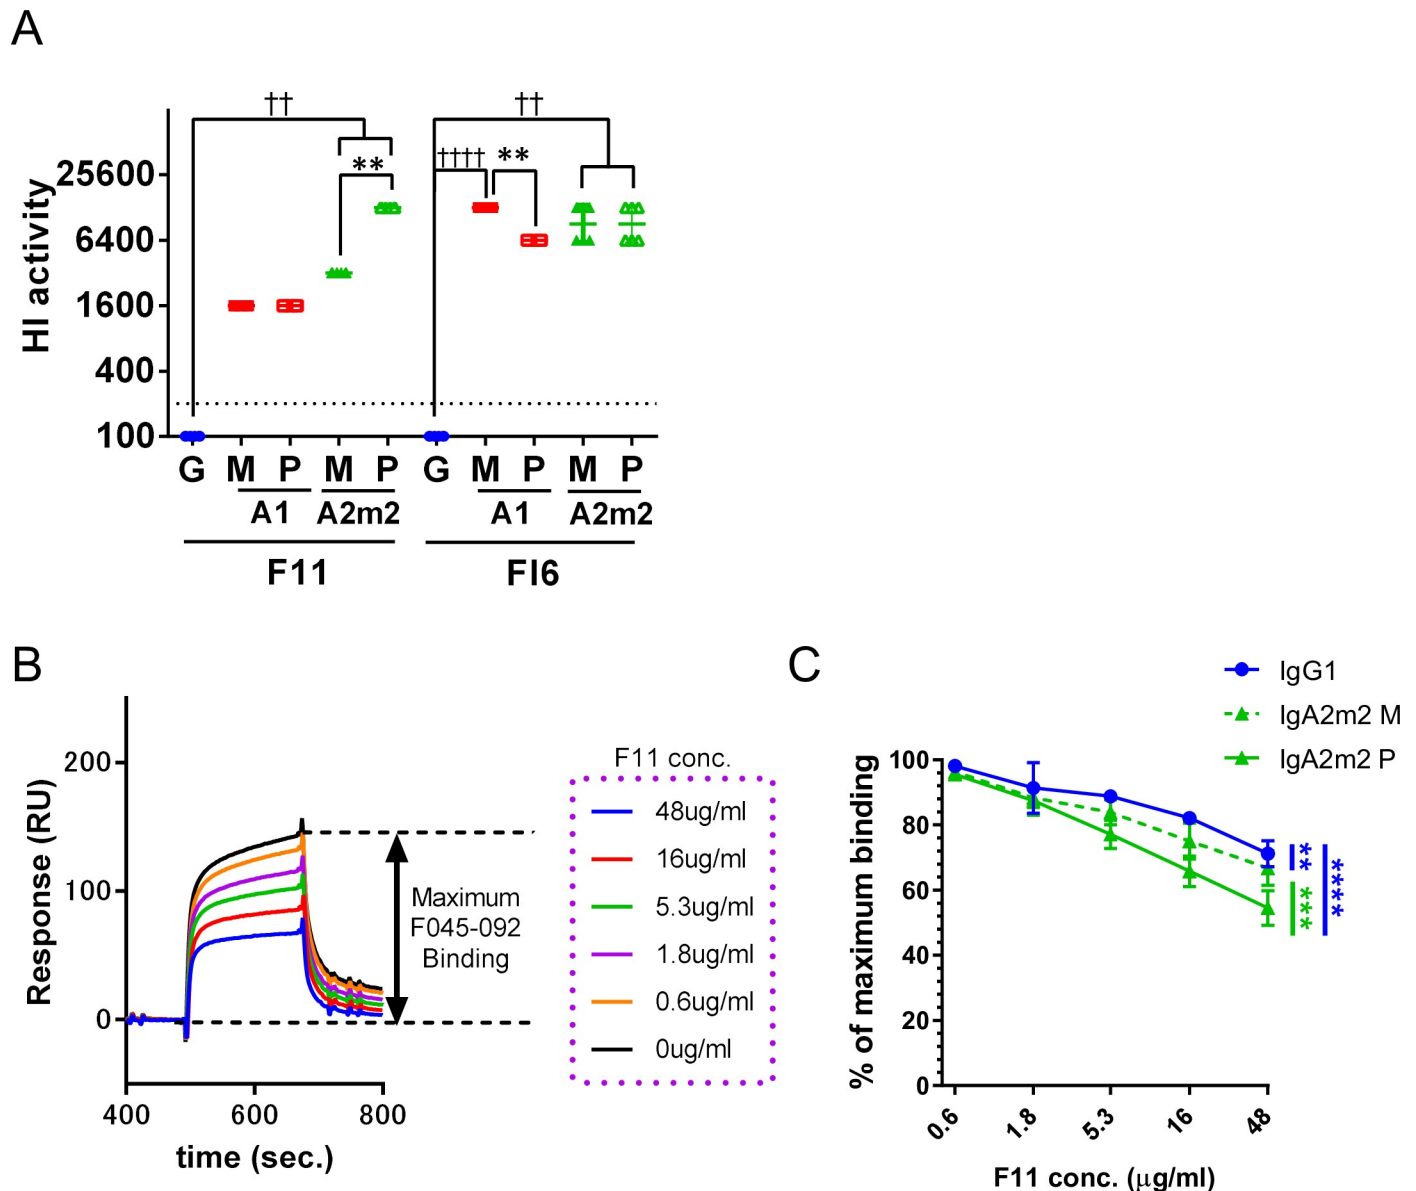 A
††
††
**
††††
**
25600
6400
1600
400
100
HI activity
G M P M P G M P M P
A1 A2m2 A1 A2m2
F11 FI6
B
200
100
0
Response (RU)
400 600 800
time (sec.)
Maximum
F045-092
Binding
F11 conc.
48ug/ml
16ug/ml
5.3ug/ml
1.8ug/ml
0.6ug/ml
0ug/ml
C
IgG1
IgA2m2 M
IgA2m2 P
100
80
60
40
20
0
% of maximum binding
**
***
****
0.6 1.8 5.3 16 48
F11 conc. (μg/ml)